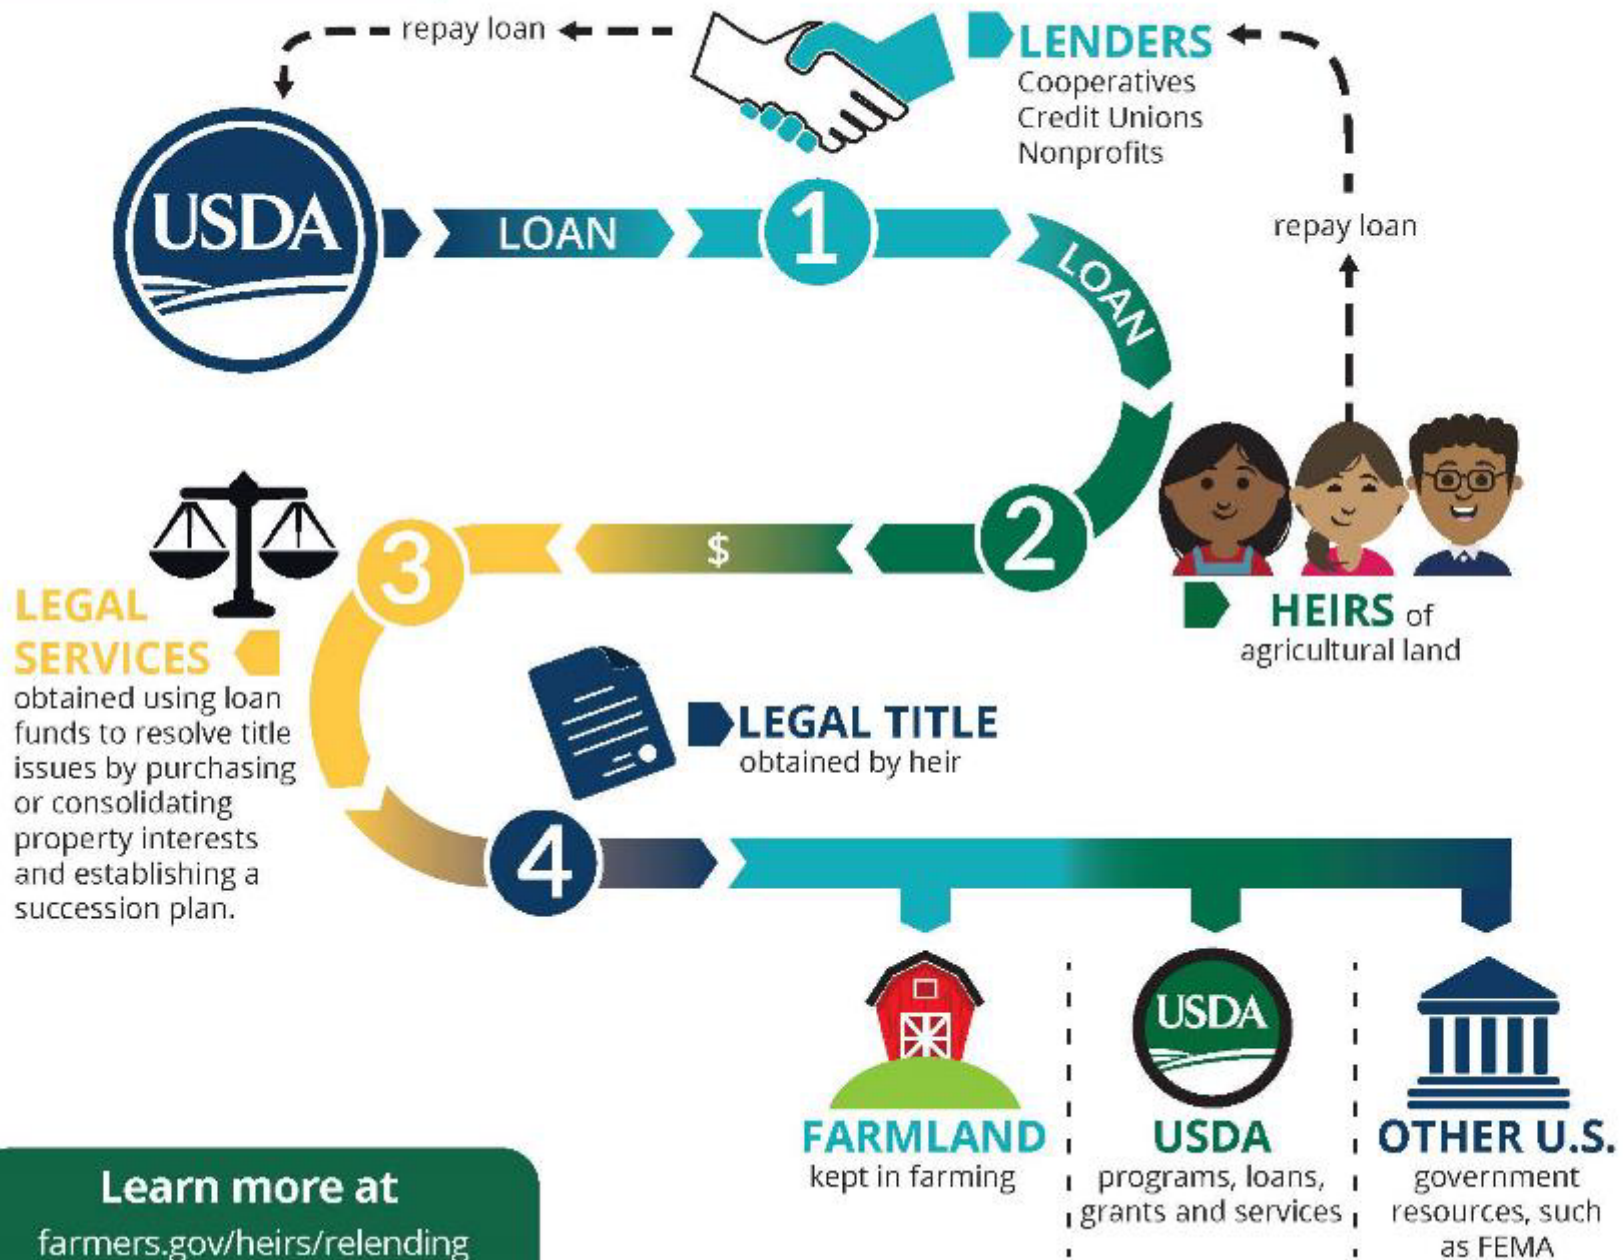 repay loan
LENDERS
Cooperatives
Credit Unions
Nonprofits
USDA
LOAN
1
LOAN
repay loan
2
HEIRS of
agricultural land
$
3
LEGAL
SERVICES
obtained using loan
funds to resolve title
issues by purchasing
or consolidating
property interests
and establishing a
succession plan.
LEGAL TITLE
obtained by heir
4
FARMLAND
kept in farming
USDA
USDA
programs, loans,
grants and services
OTHER U.S.
government
resources, such
as FEMA
Learn more at
farmers.gov/heirs/relending